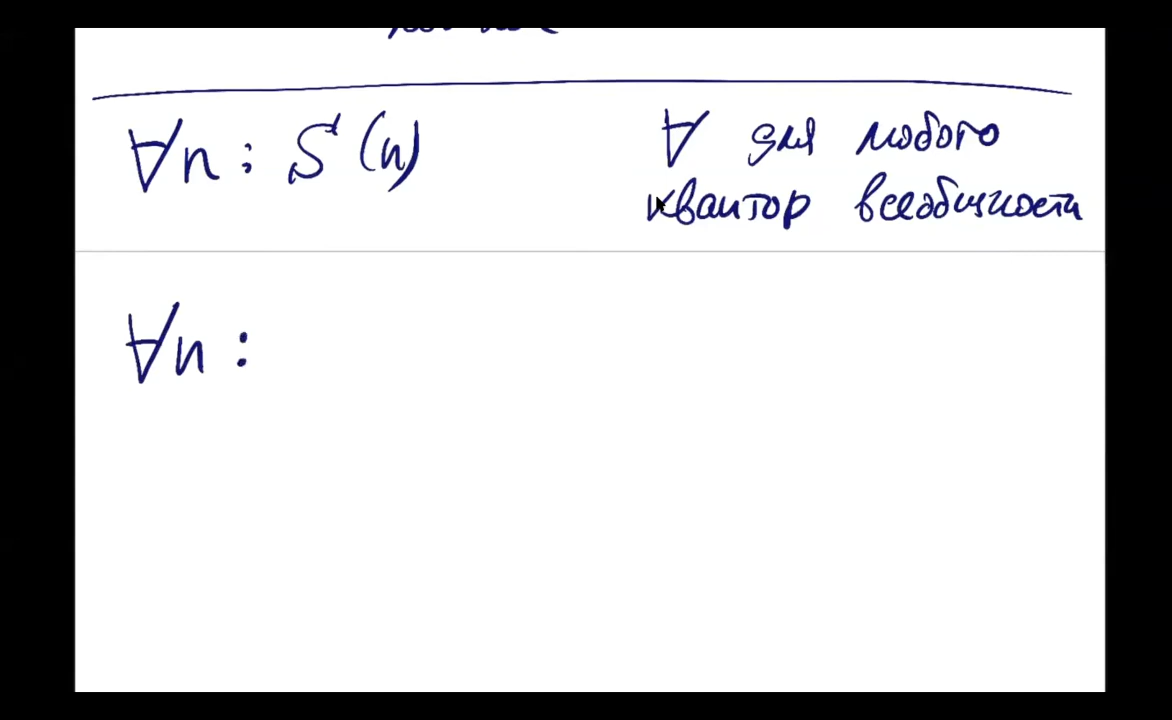 ∀n : S(n)
∀ для любого
квантор всеобщности
∀n :